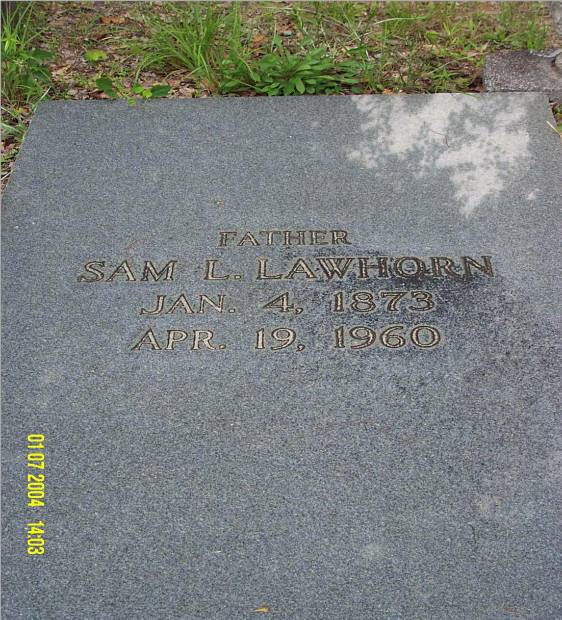 FATHER
SAM L. LAWHORN
JAN. 4, 1873
APR. 19, 1960
01 07 2004 14:03